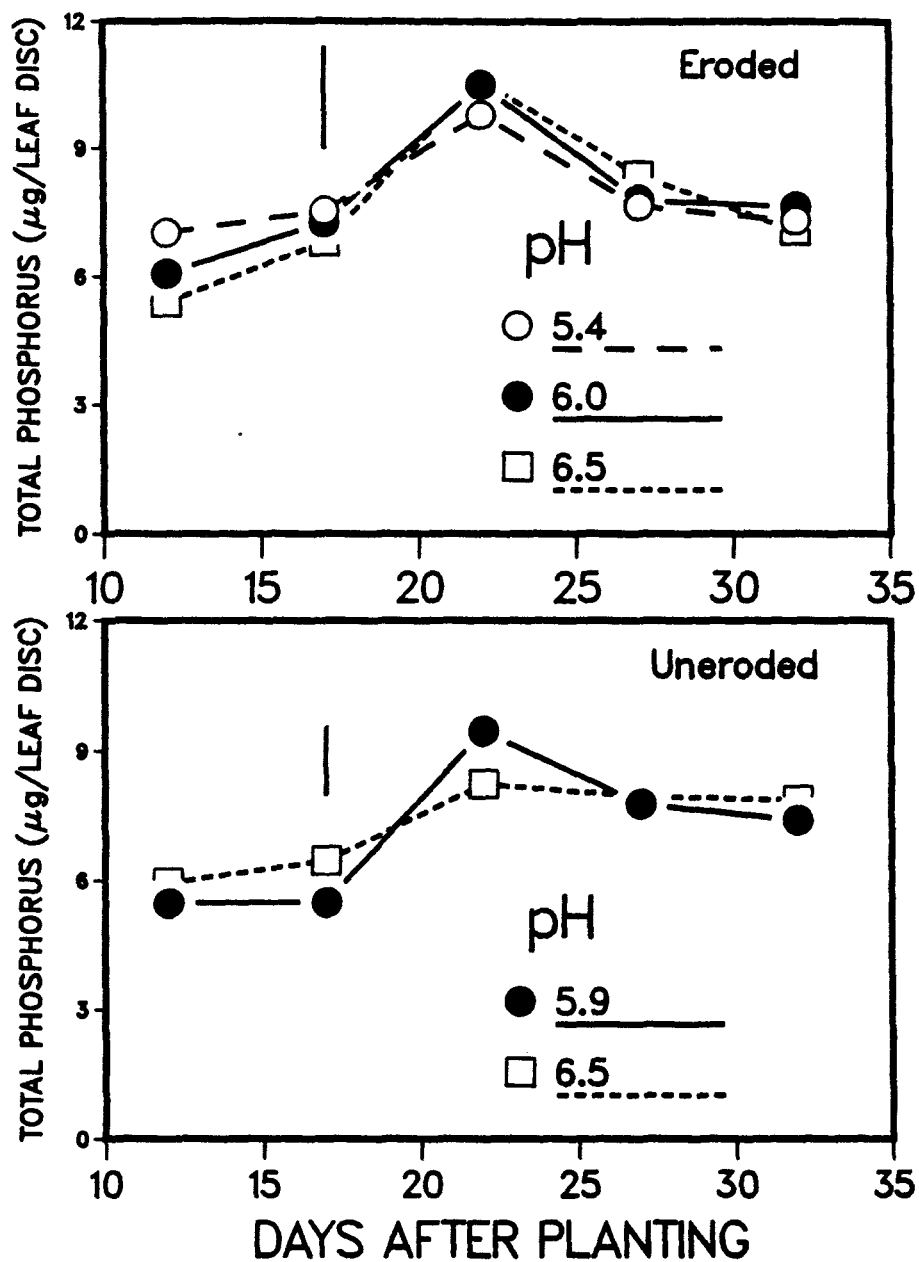 TOTAL PHOSPHORUS (μg/LEAF DISC)
12
9
6
3
0
Eroded
pH
5.4
6.0
6.5
10 15 20 25 30 35
TOTAL PHOSPHORUS (μg/LEAF DISC)
12
9
6
3
0
Uneroded
pH
5.9
6.5
10 15 20 25 30 35
DAYS AFTER PLANTING